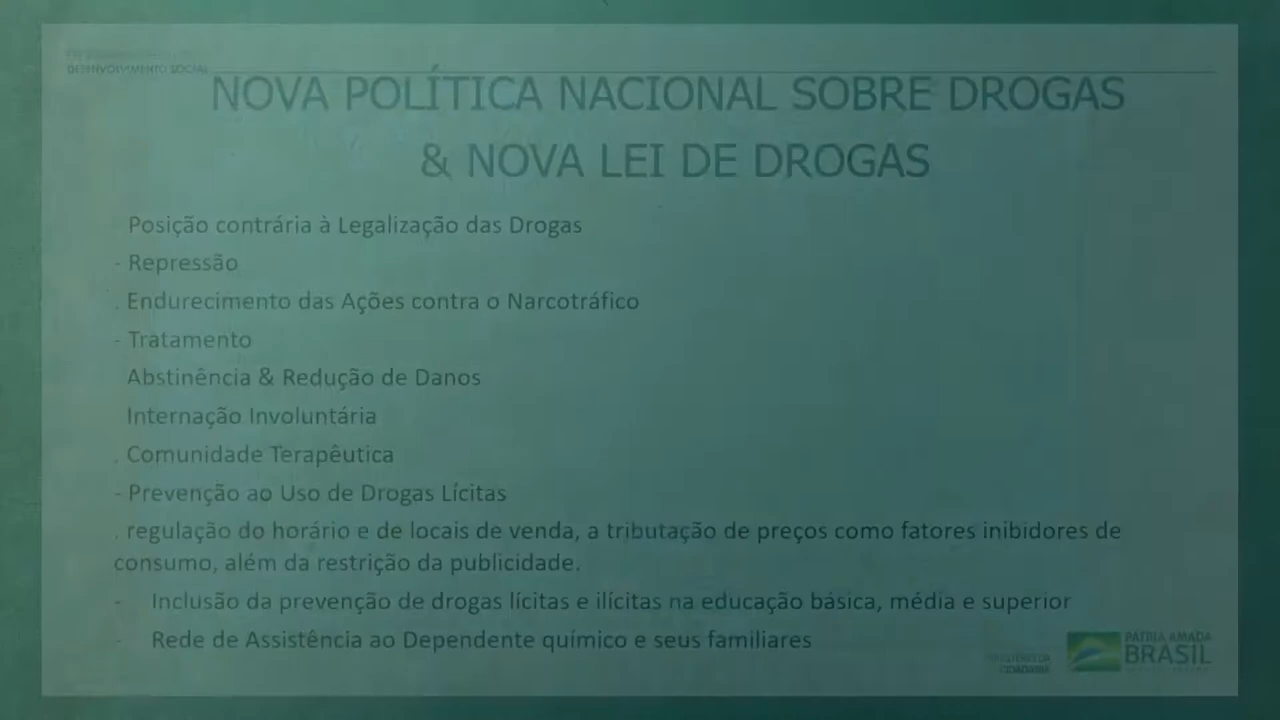 DESENVOLVIMENTO SOCIAL
NOVA POLÍTICA NACIONAL SOBRE DROGAS
& NOVA LEI DE DROGAS
. Posição contrária à Legalização das Drogas
- Repressão
. Endurecimento das Ações contra o Narcotráfico
- Tratamento
Abstinência & Redução de Danos
Internação Involuntária
. Comunidade Terapêutica
- Prevenção ao Uso de Drogas Lícitas
. regulação do horário e de locais de venda, a tributação de preços como fatores inibidores de
consumo, além da restrição da publicidade.
- Inclusão da prevenção de drogas lícitas e ilícitas na educação básica, média e superior
- Rede de Assistência ao Dependente químico e seus familiares
MINISTÉRIO DA
CIDADANIA
PÁTRIA AMADA
BRASIL